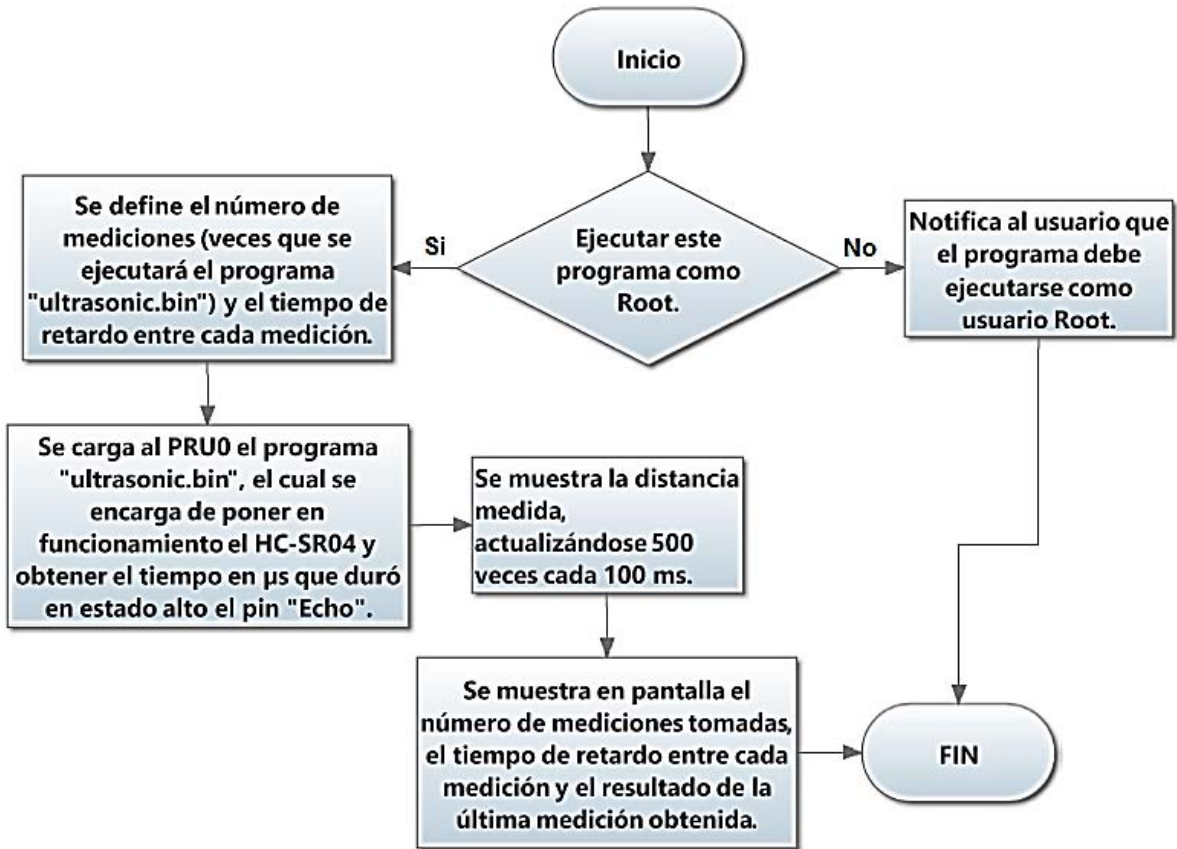 Inicio
Ejecutar este
programa como
Root.
Si
No
Se define el número de
mediciones (veces que se
ejecutará el programa
"ultrasonic.bin") y el tiempo de
retardo entre cada medición.
Notifica al usuario que
el programa debe
ejecutarse como
usuario Root.
Se carga al PRU0 el programa
"ultrasonic.bin", el cual se
encarga de poner en
funcionamiento el HC-SR04 y
obtener el tiempo en µs que duró
en estado alto el pin "Echo".
Se muestra la distancia
medida,
actualizándose 500
veces cada 100 ms.
Se muestra en pantalla el
número de mediciones tomadas,
el tiempo de retardo entre cada
medición y el resultado de la
última medición obtenida.
FIN